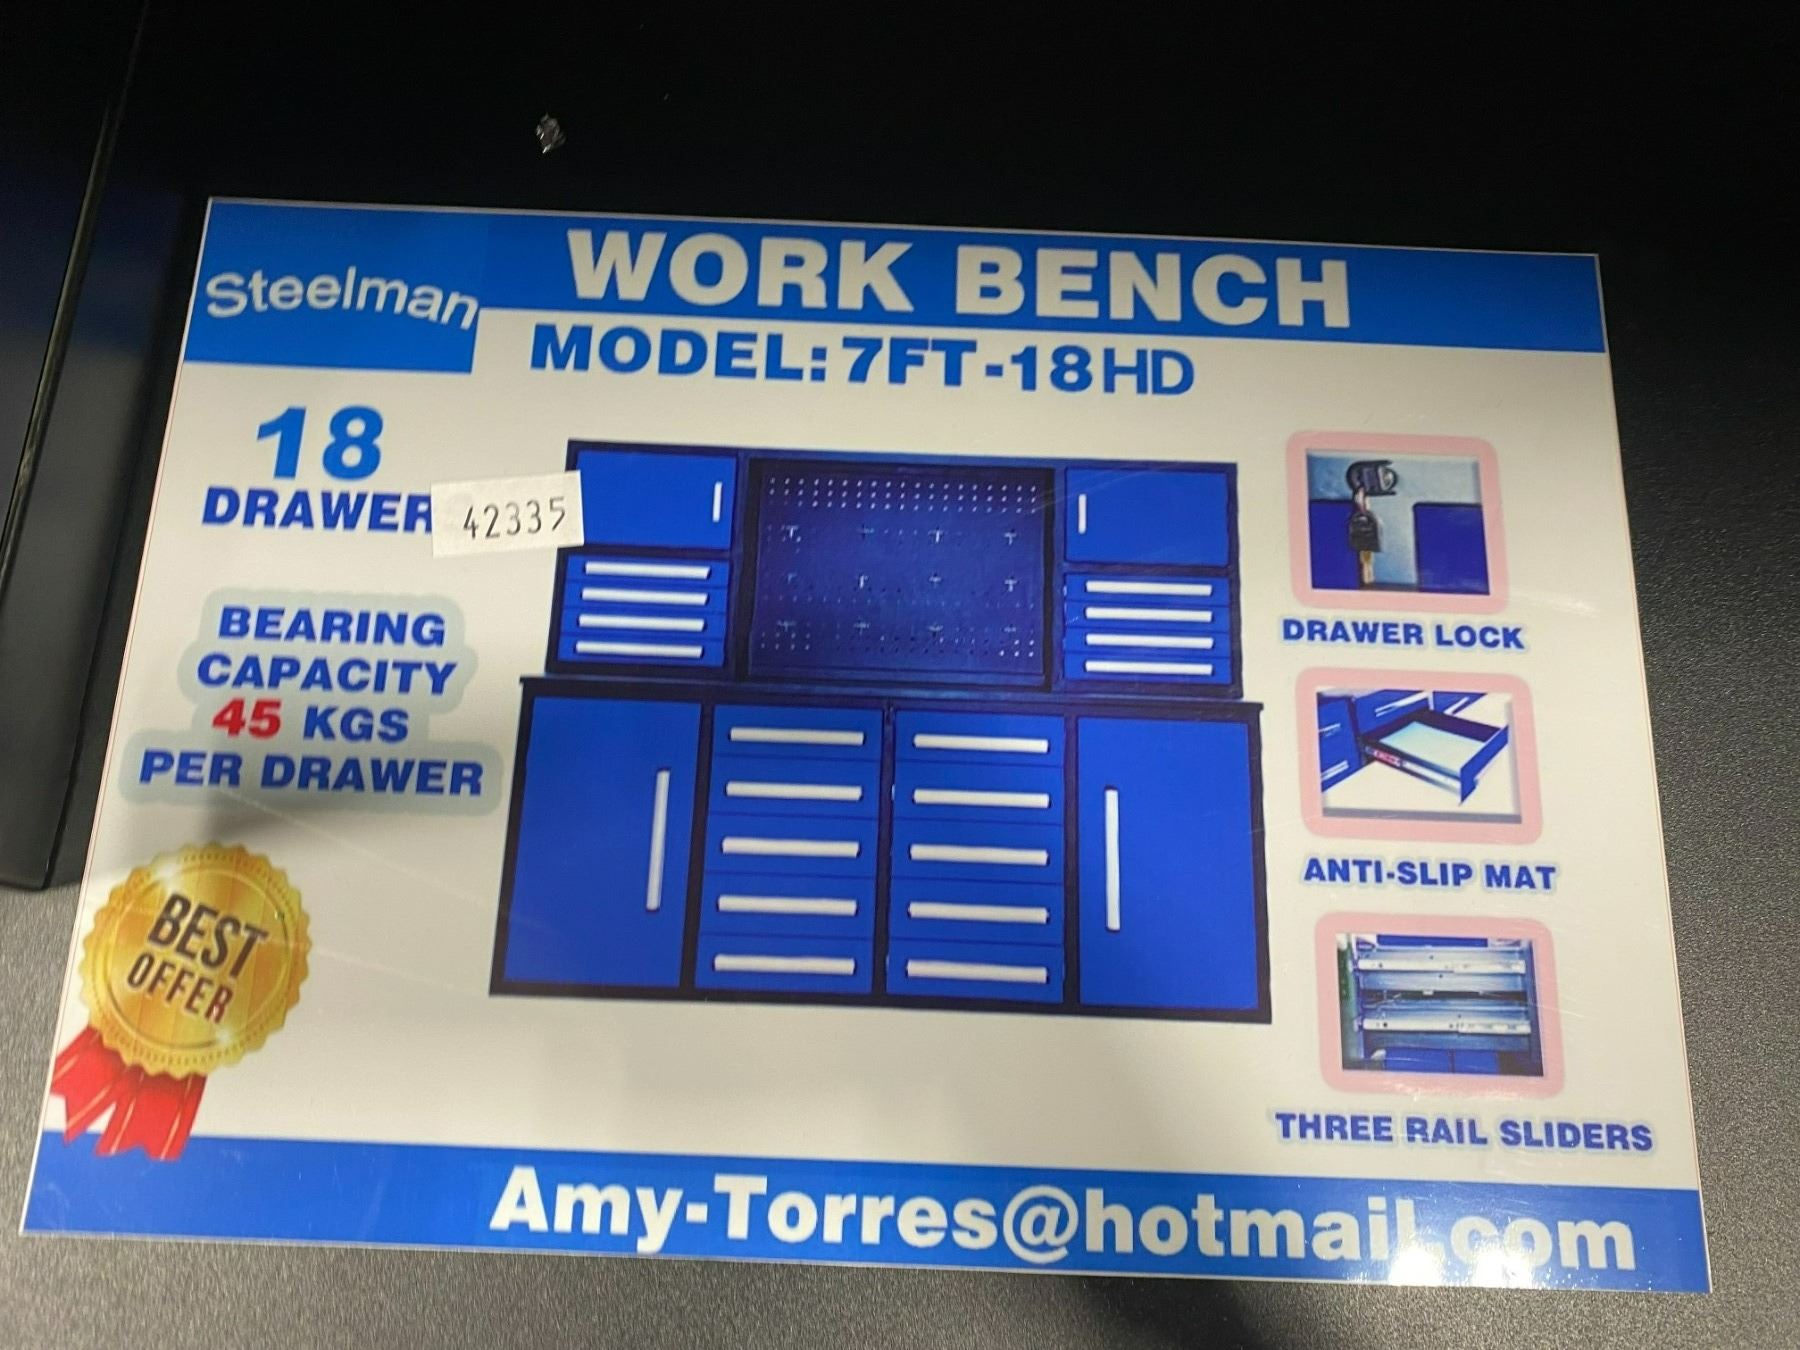 Steelman
WORK BENCH
MODEL: 7FT-18HD
18
DRAWER
42335
BEARING
CAPACITY
45 KGS
PER DRAWER
DRAWER LOCK
ANTI-SLIP MAT
THREE RAIL SLIDERS
BEST
OFFER
Amy-Torres@hotmail.com